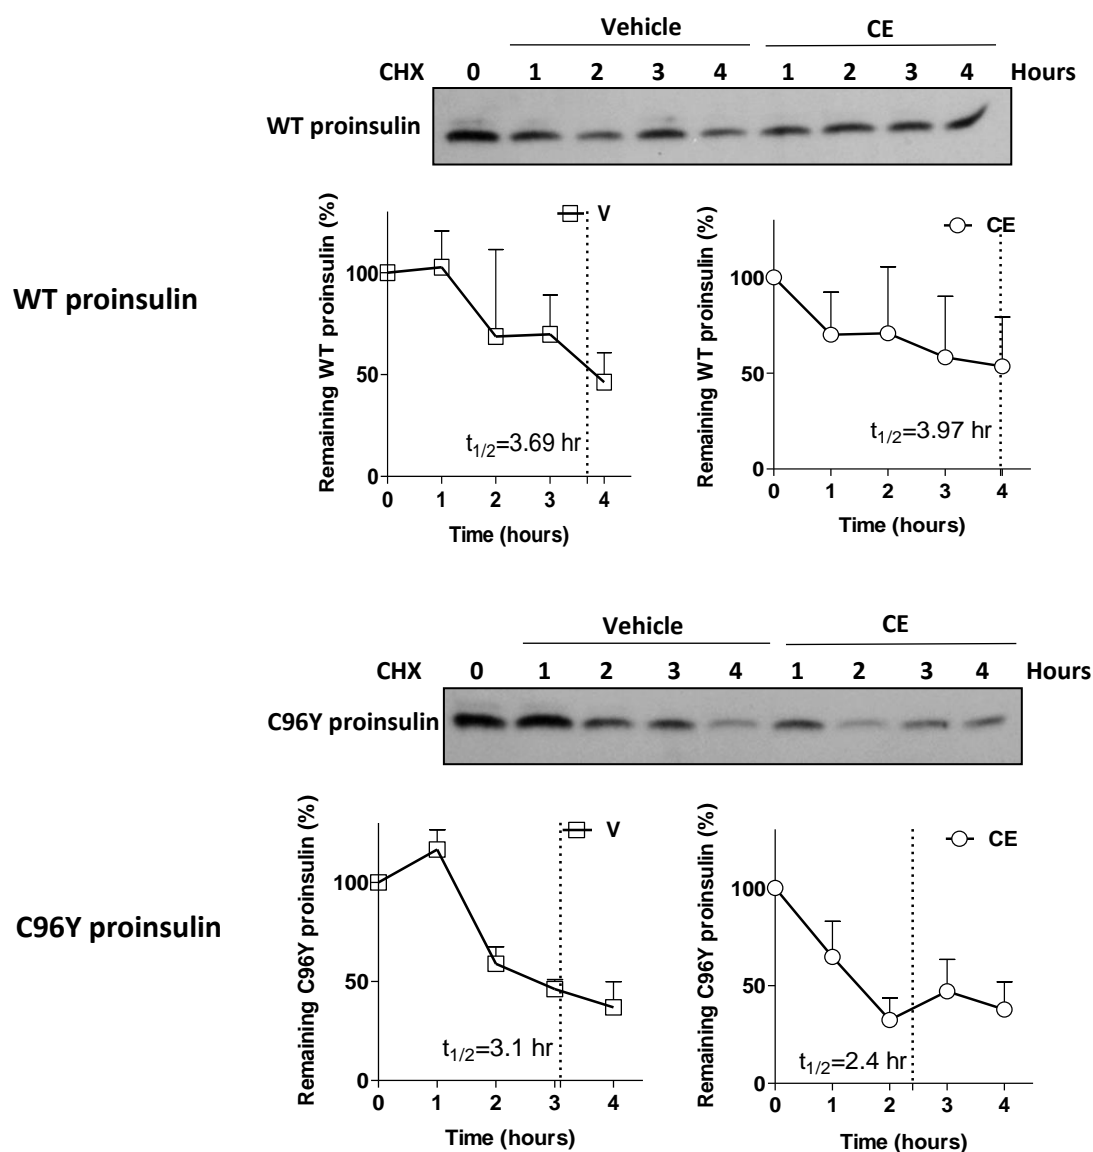 Vehicle CE
CHX 0 1 2 3 4 1 2 3 4 Hours
WT proinsulin
WT proinsulin
Remaining WT proinsulin (%)
V
100
50
0
t1/2=3.69 hr
0 1 2 3 4
Time (hours)
Remaining WT proinsulin (%)
CE
100
50
0
t1/2=3.97 hr
0 1 2 3 4
Time (hours)
Vehicle CE
CHX 0 1 2 3 4 1 2 3 4 Hours
C96Y proinsulin
C96Y proinsulin
Remaining C96Y proinsulin (%)
V
100
50
0
t1/2=3.1 hr
0 1 2 3 4
Time (hours)
Remaining C96Y proinsulin (%)
CE
100
50
0
t1/2=2.4 hr
0 1 2 3 4
Time (hours)